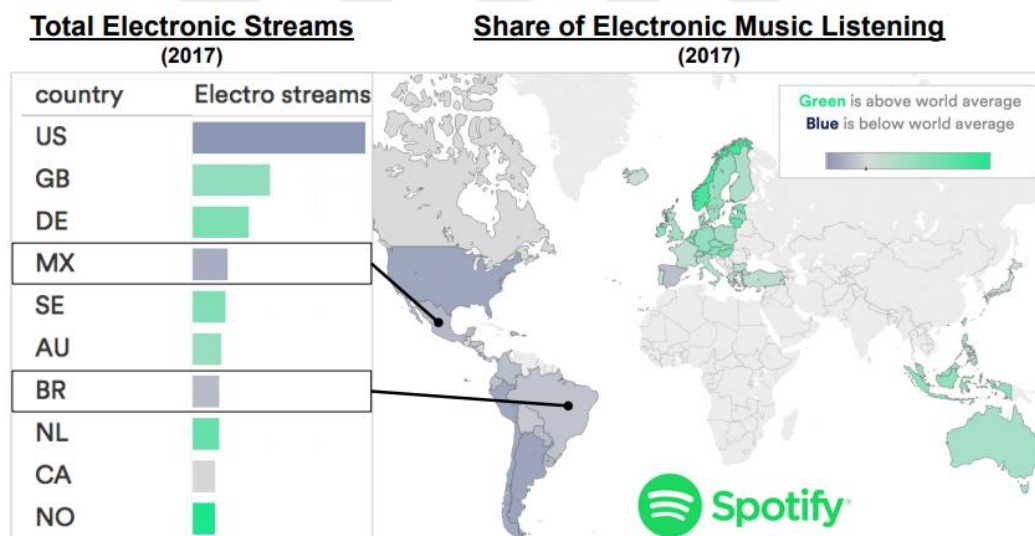 Total Electronic Streams
(2017)
Share of Electronic Music Listening
(2017)
country Electro streams
US
GB
DE
MX
SE
AU
BR
NL
CA
NO
Green is above world average
Blue is below world average
Spotify